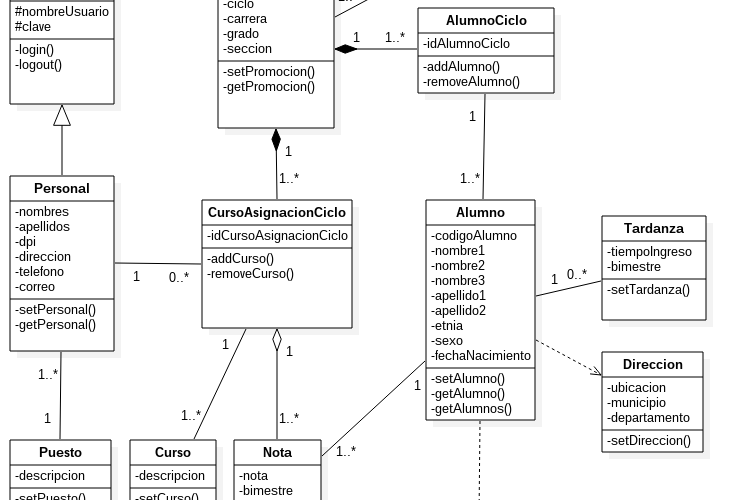 #nombreUsuario
#clave
-login()
-logout()
-ciclo
-carrera
-grado
-seccion
-setPromocion()
-getPromocion()
1
1..*
AlumnoCiclo
-idAlumnoCiclo
-addAlumno()
-removeAlumno()
1
1..*
1
1..*
Personal
-nombres
-apellidos
-dpi
-direccion
-telefono
-correo
-setPersonal()
-getPersonal()
1
0..*
CursoAsignacionCiclo
-idCursoAsignacionCiclo
-addCurso()
-removeCurso()
Alumno
-codigoAlumno
-nombre1
-nombre2
-nombre3
-apellido1
-apellido2
-etnia
-sexo
-fechaNacimiento
-setAlumno()
-getAlumno()
-getAlumnos()
1
0..*
Tardanza
-tiempoIngreso
-bimestre
-setTardanza()
Direccion
-ubicacion
-municipio
-departamento
-setDireccion()
1..*
1
1
1..*
1
1..*
1
1..*
Puesto
-descripcion
-setPuesto()
Curso
-descripcion
-setCurso()
Nota
-nota
-bimestre